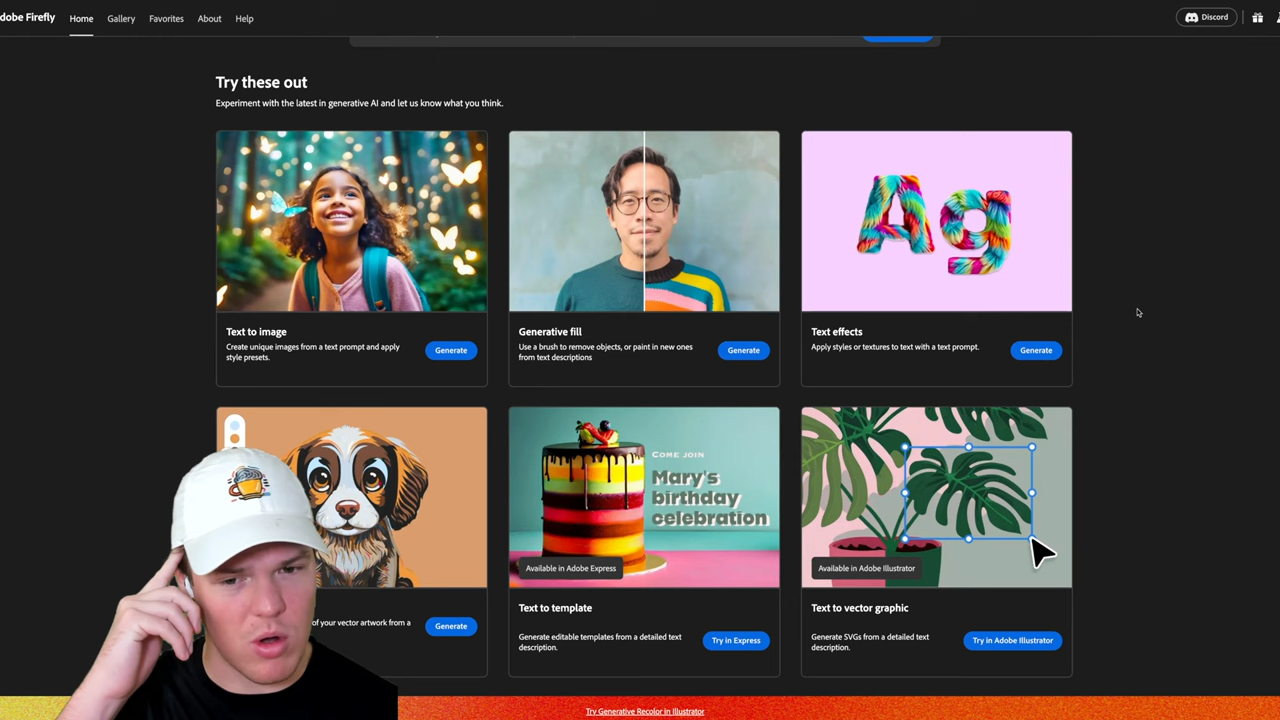 dobe Firefly
Home
Gallery
Favorites
About
Help
Discord
Try these out
Experiment with the latest in generative AI and let us know what you think.
Ag
Text to image
Create unique images from a text prompt and apply
style presets.
Generate
Generative fill
Use a brush to remove objects, or paint in new ones
from text descriptions
Generate
Text effects
Apply styles or textures to text with a text prompt.
Generate
of your vector artwork from a
Generate
COME JOIN
Mary's
birthday
celebration
Available in Adobe Express
Text to template
Generate editable templates from a detailed text
description.
Try in Express
Available in Adobe Illustrator
Text to vector graphic
Generate SVGs from a detailed text
description.
Try in Adobe Illustrator
Try Generative Recolor in Illustrator